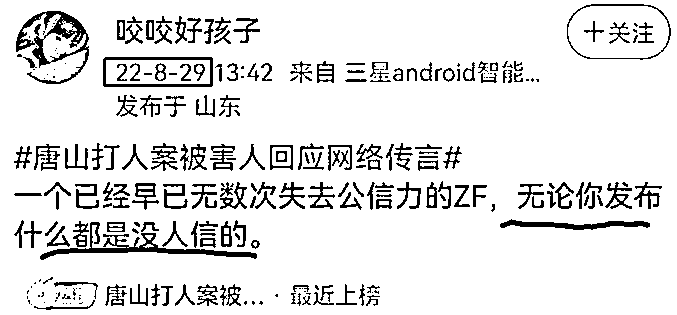 咬咬好孩子
+关注
22-8-29 13:42 来自 三星android智能...
发布于 山东
#唐山打人案被害人回应网络传言#
一个已经早已无数次失去公信力的ZF，无论你发布
什么都是没人信的。
唐山打人案被... · 最近上榜